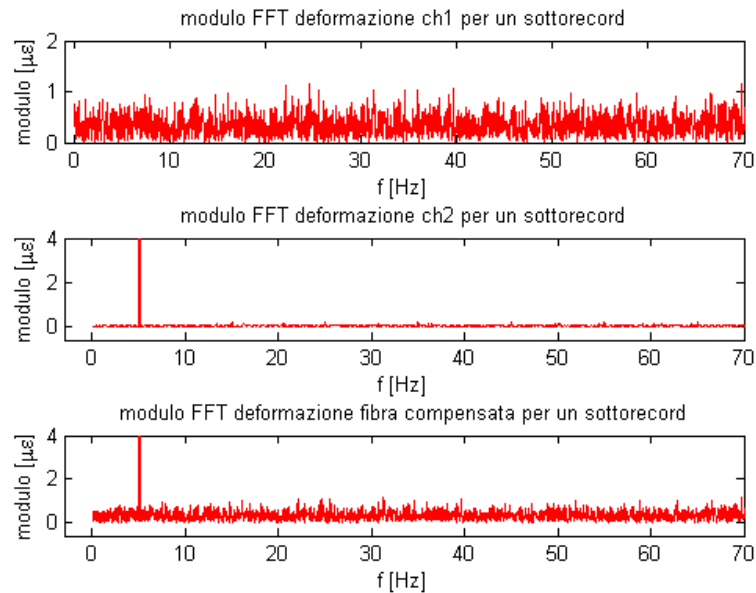 modulo FFT deformazione ch1 per un sottorecord
modulo [με]
2
1
0
0 10 20 30 40 50 60 70
f [Hz]
modulo FFT deformazione ch2 per un sottorecord
modulo [με]
4
2
0
0 10 20 30 40 50 60 70
f [Hz]
modulo FFT deformazione fibra compensata per un sottorecord
modulo [με]
4
2
0
0 10 20 30 40 50 60 70
f [Hz]